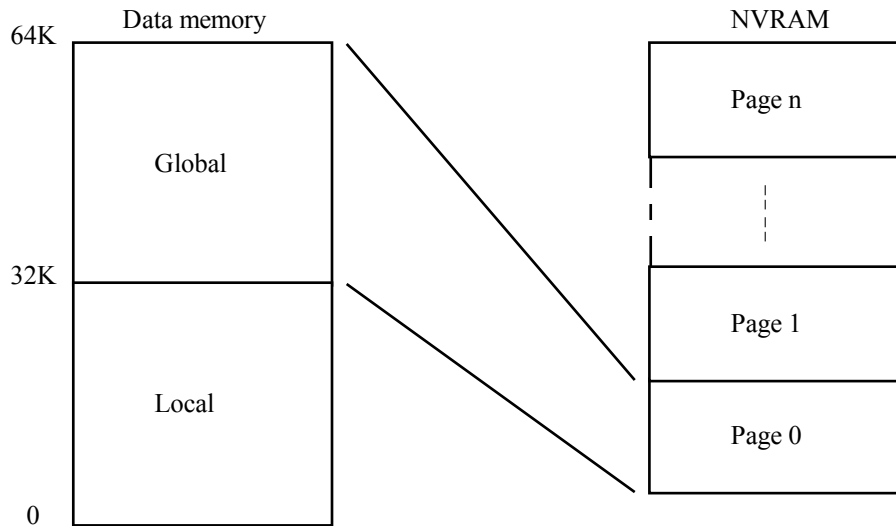 Data memory
64K
Global
32K
Local
0
NVRAM
Page n
Page 1
Page 0